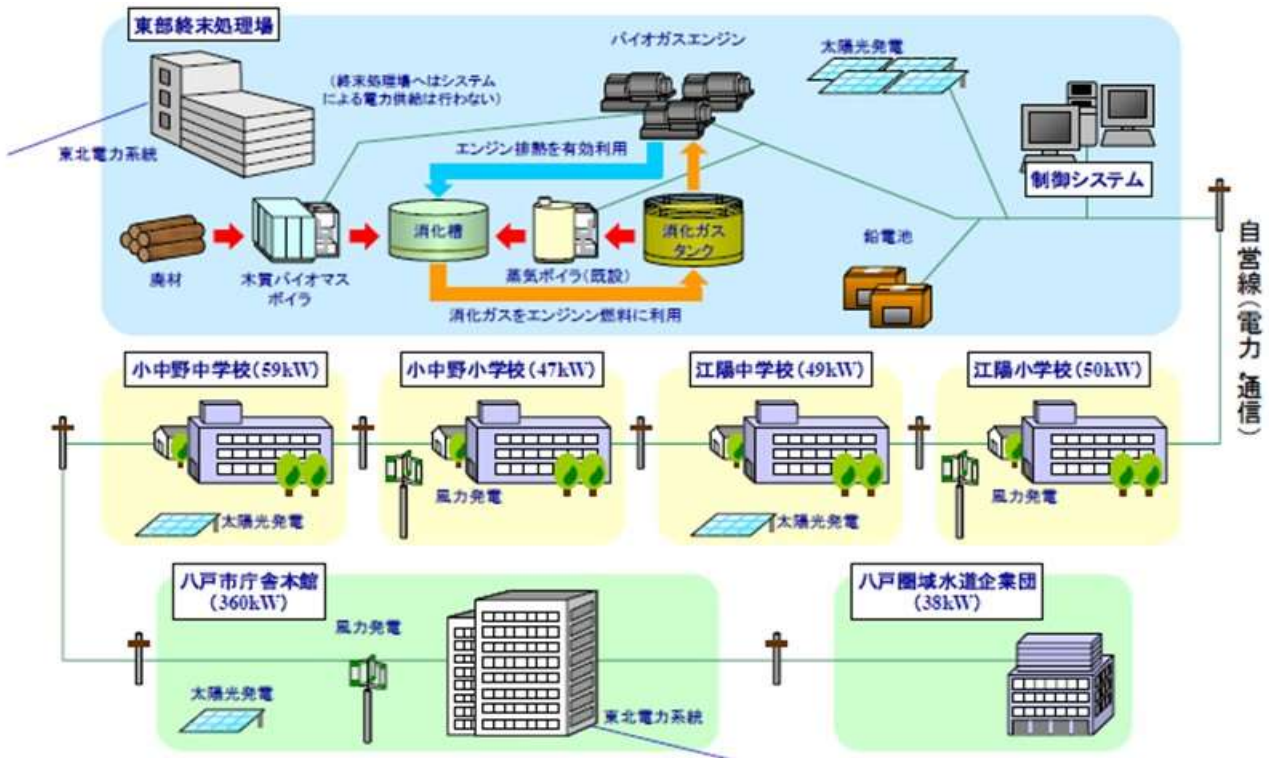 東部終末処理場
バイオガスエンジン
太陽光発電
(終末処理場へはシステム
による電力供給は行わない)
東北電力系統
エンジン排熱を有効利用
制御システム
消化槽
消化ガス
タンク
鉛電池
廃材
木質バイオマス
ボイラ
蒸気ボイラ(既設)
消化ガスをエンジンン燃料に利用
自営線(電力・通信)
小中野中学校(59kW)
小中野小学校(47kW)
江陽中学校(49kW)
江陽小学校(50kW)
太陽光発電
風力発電
太陽光発電
風力発電
八戸市庁舎本館
(360kW)
八戸圏域水道企業団
(38kW)
風力発電
太陽光発電
東北電力系統